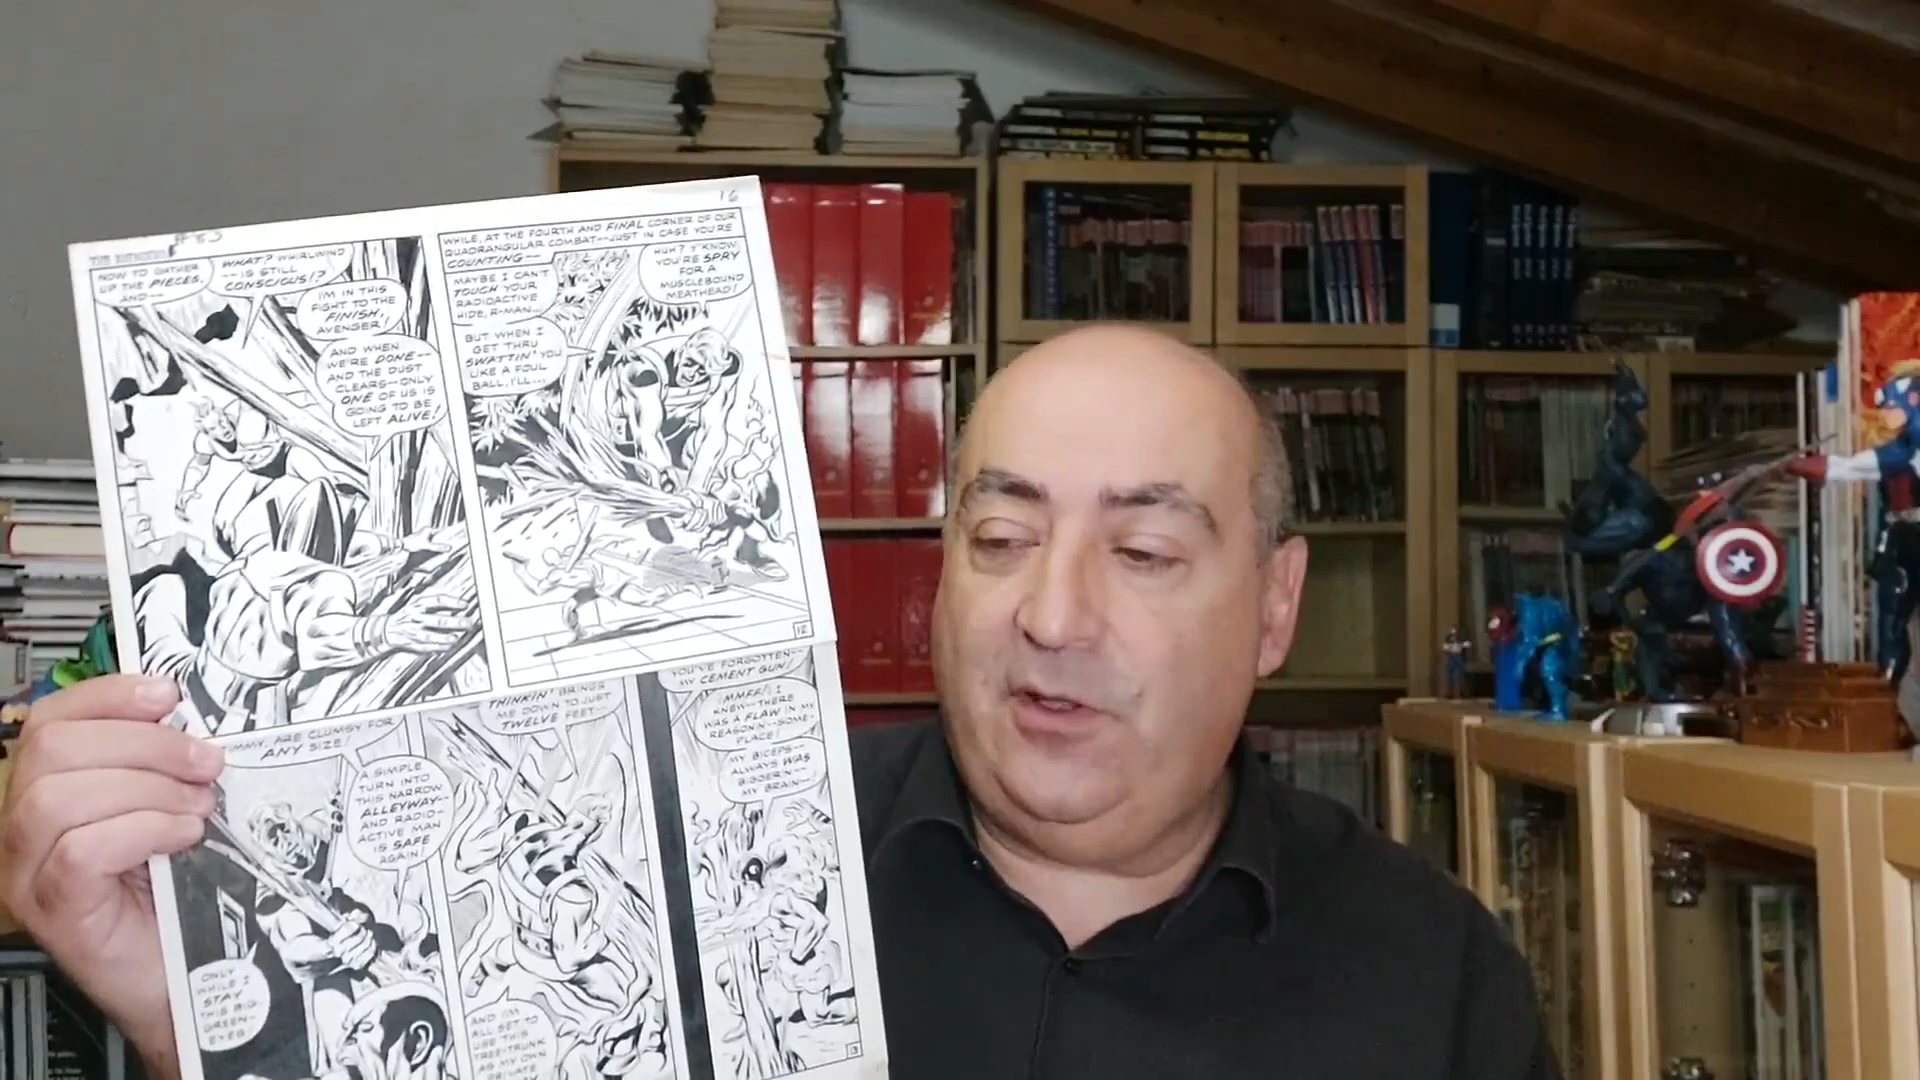 16
#83
THE AVENGERS
NOW TO GATHER
UP THE PIECES,
AND--
WHAT? WHIRLWIND
--IS STILL
CONSCIOUS!?
I'M IN THIS
FIGHT TO THE
FINISH,
AVENGER!
AND WHEN
WE'RE DONE--
AND THE DUST
CLEARS--ONLY
ONE OF US IS
GOING TO BE
LEFT ALIVE!
WHILE, AT THE FOURTH AND FINAL CORNER OF OUR
QUADRANGULAR COMBAT--JUST IN CASE YOU'RE
COUNTING--
MAYBE I CAN'T
TOUCH YOUR
RADIOACTIVE
HIDE, R-MAN...
BUT WHEN I
GET THRU
SWATTIN' YOU
LIKE A FOUL
BALL, I'LL...
HUH? Y'KNOW,
YOU'RE SPRY
FOR A
MUSCLEBOUND
MEATHEAD!
12
ARE CLUMSY FOR
ANY SIZE!
A SIMPLE
TURN INTO
THIS NARROW
ALLEYWAY--
AND RADIO-
ACTIVE MAN
IS SAFE
AGAIN!
ONLY
WHILE I
STAY
THIS BIG,
GREEN-
EYES
THINKIN' BRINGS
ME DOWN TO JUST
TWELVE FEET--
AND I'M
ALL SET TO
USE THIS
TREE-TRUNK
AS MY OWN
PRIVATE
YOU'VE FORGOTTEN--
MY CEMENT GUN!
MMFF! I
KNEW--THERE
WAS A FLAW IN MY
REASONIN--SOME-
PLACE!
MY BICEPS--
ALWAYS WAS
BIGGER'N--
MY BRAIN--
13